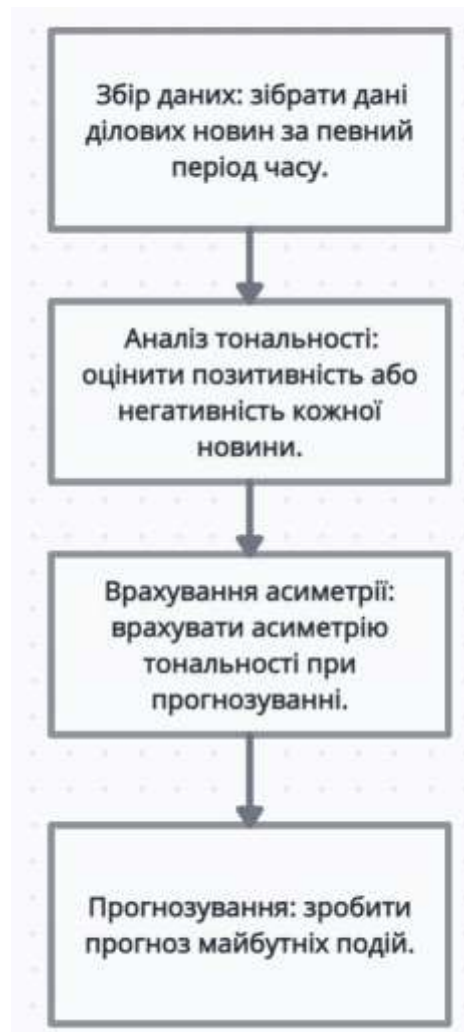 Збір даних: зібрати дані
ділових новин за певний
період часу.
Аналіз тональності:
оцінити позитивність або
негативність кожної
новини.
Врахування асиметрії:
врахувати асиметрію
тональності при
прогнозуванні.
Прогнозування: зробити
прогноз майбутніх подій.